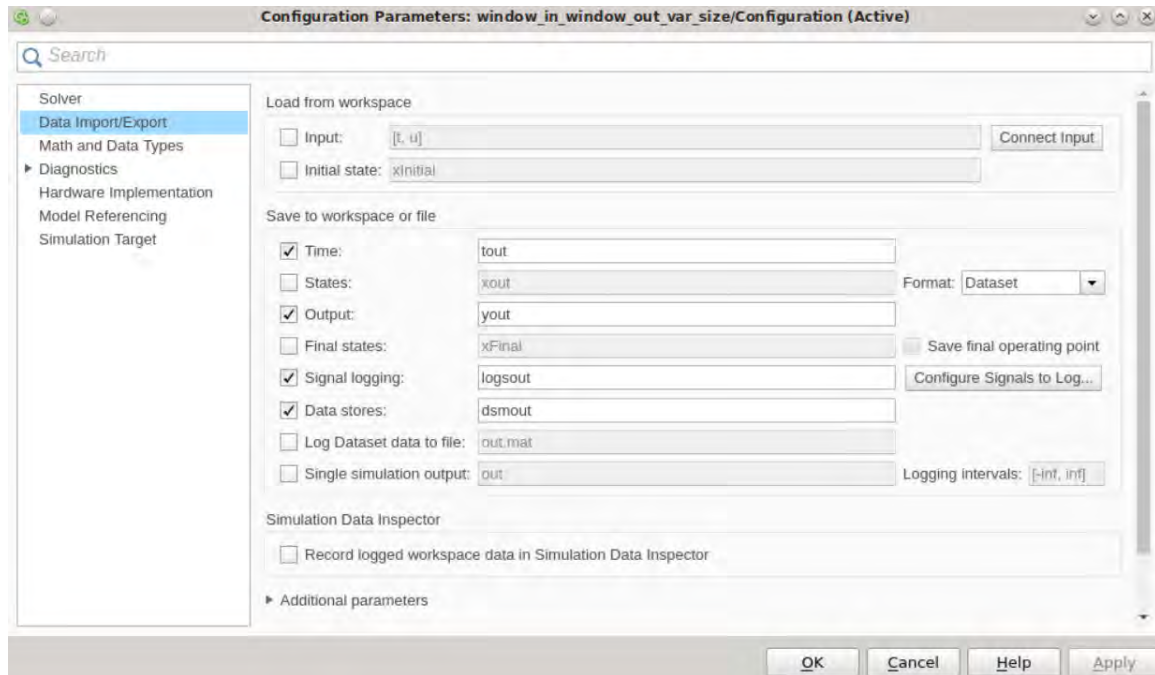 Configuration Parameters: window_in_window_out_var_size/Configuration (Active)
Search
Solver
Data Import/Export
Math and Data Types
Diagnostics
Hardware Implementation
Model Referencing
Simulation Target
Load from workspace
Input: [t, u] Connect Input
Initial state: xInitial
Save to workspace or file
Time: tout
States: xout Format: Dataset
Output: yout
Final states: xFinal Save final operating point
Signal logging: logsout Configure Signals to Log...
Data stores: dsmout
Log Dataset data to file: out.mat
Single simulation output: out Logging intervals: [-inf, inf]
Simulation Data Inspector
Record logged workspace data in Simulation Data Inspector
Additional parameters
OK Cancel Help Apply